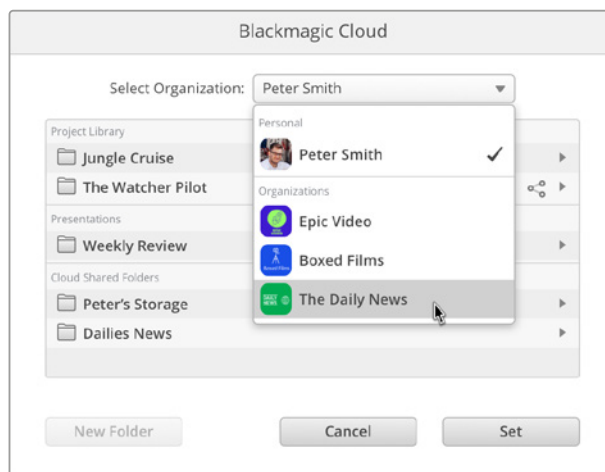 Blackmagic Cloud
Select Organization: Peter Smith
Project Library
Personal
Jungle Cruise
Peter Smith
The Watcher Pilot
Organizations
Presentations
Epic Video
Weekly Review
Boxed Films
Cloud Shared Folders
Peter's Storage
The Daily News
DAILY NEWS
Dailies News
New Folder
Cancel
Set